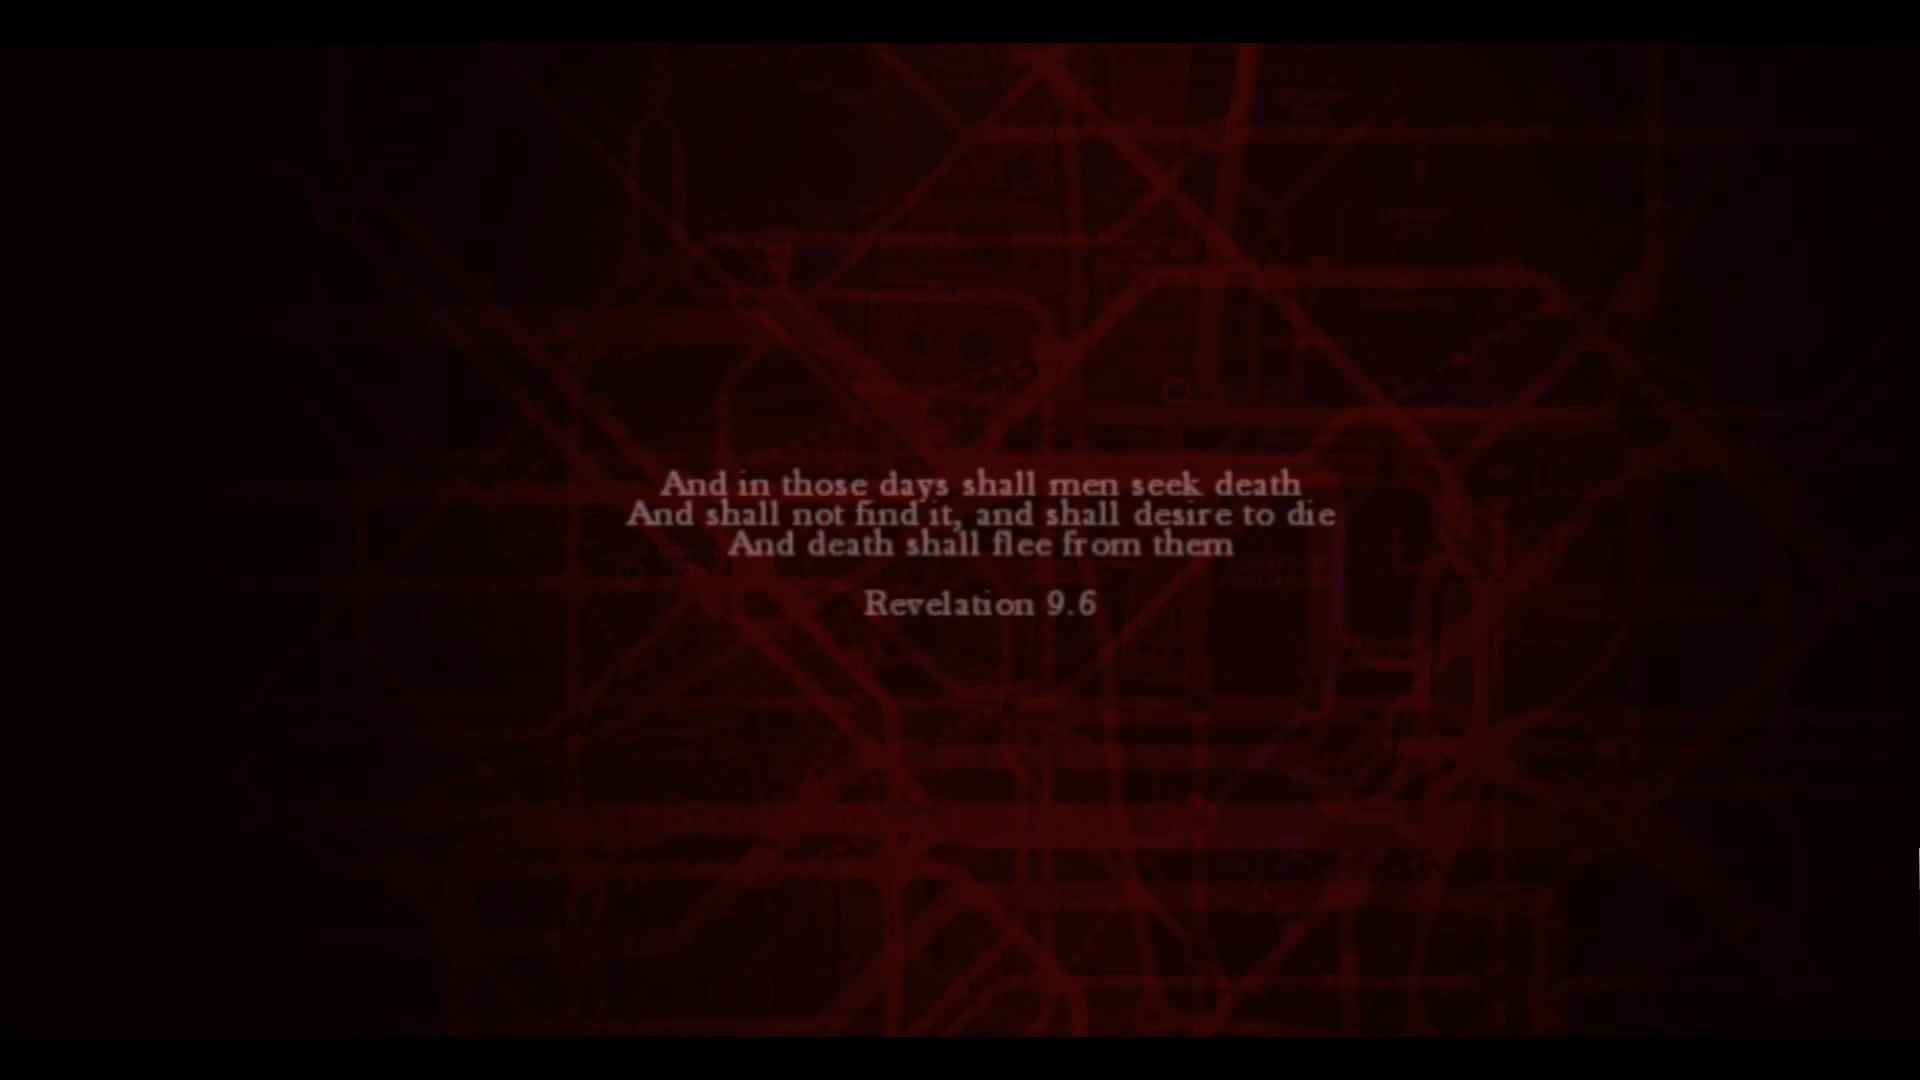 And in those days shall men seek death
And shall not find it, and shall desire to die
And death shall flee from them
Revelation 9.6